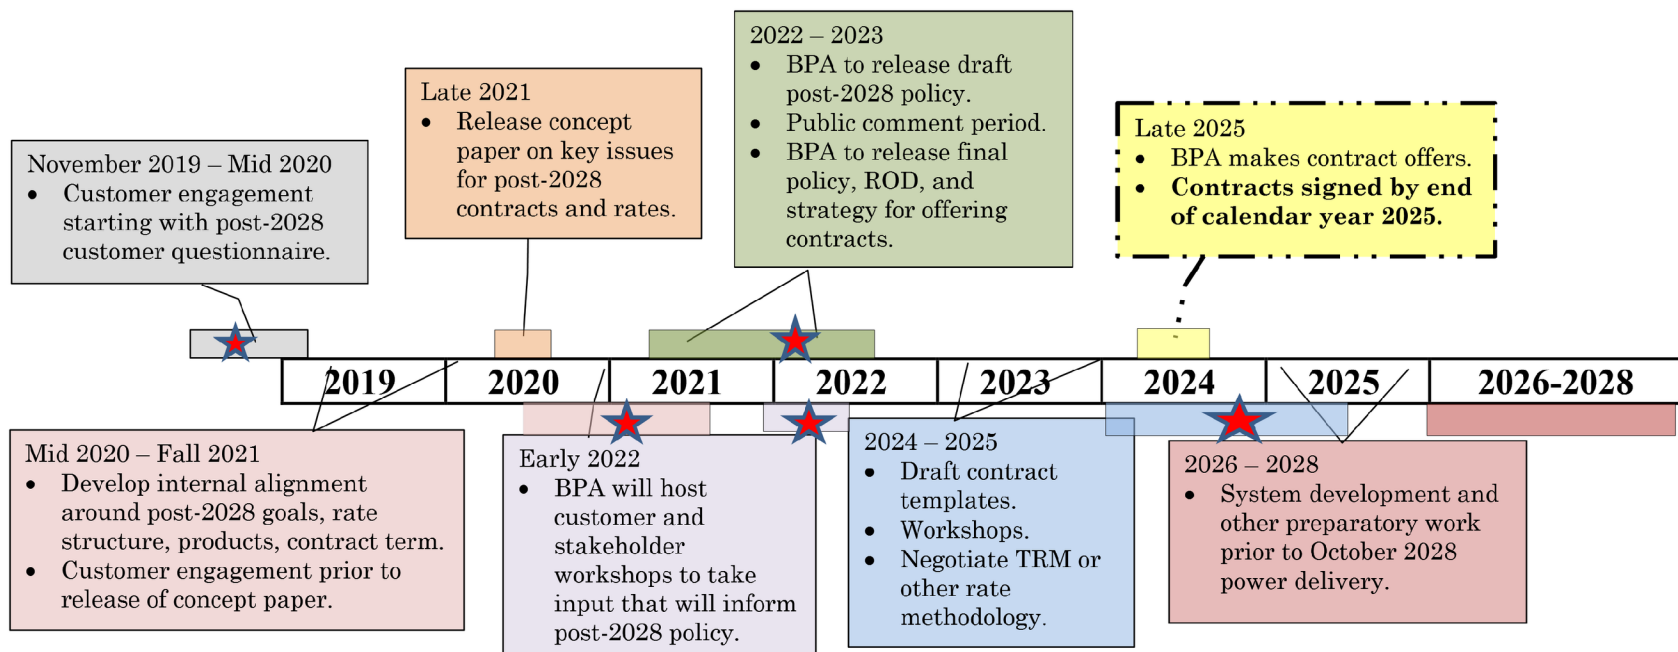 November 2019 – Mid 2020
• Customer engagement
starting with post-2028
customer questionnaire.
Late 2021
• Release concept
paper on key issues
for post-2028
contracts and rates.
2022 – 2023
• BPA to release draft
post-2028 policy.
• Public comment period.
• BPA to release final
policy, ROD, and
strategy for offering
contracts.
Late 2025
• BPA makes contract offers.
• Contracts signed by end
of calendar year 2025.
2019 2020 2021 2022 2023 2024 2025 2026-2028
Mid 2020 – Fall 2021
• Develop internal alignment
around post-2028 goals, rate
structure, products, contract term.
• Customer engagement prior to
release of concept paper.
Early 2022
• BPA will host
customer and
stakeholder
workshops to take
input that will inform
post-2028 policy.
2024 – 2025
• Draft contract
templates.
• Workshops.
• Negotiate TRM or
other rate
methodology.
2026 – 2028
• System development and
other preparatory work
prior to October 2028
power delivery.